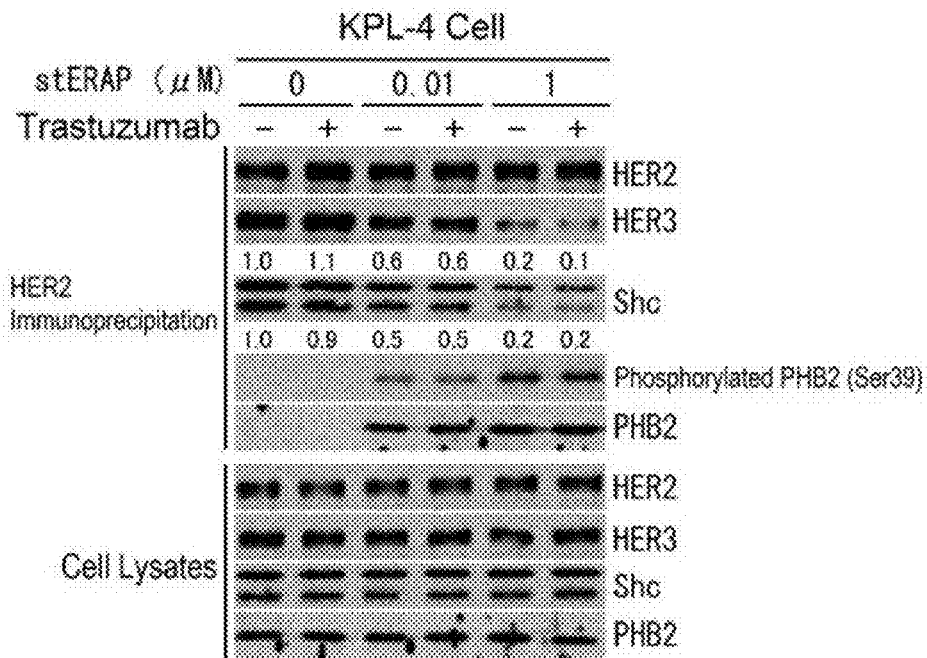 KPL-4 Cell
stERAP (μM) 0 0.01 1
Trastuzumab - + - + - +
HER2
HER3
1.0 1.1 0.6 0.6 0.2 0.1
HER2
Immunoprecipitation
Shc
1.0 0.9 0.5 0.5 0.2 0.2
Phosphorylated PHB2 (Ser39)
PHB2
HER2
HER3
Cell Lysates
Shc
PHB2